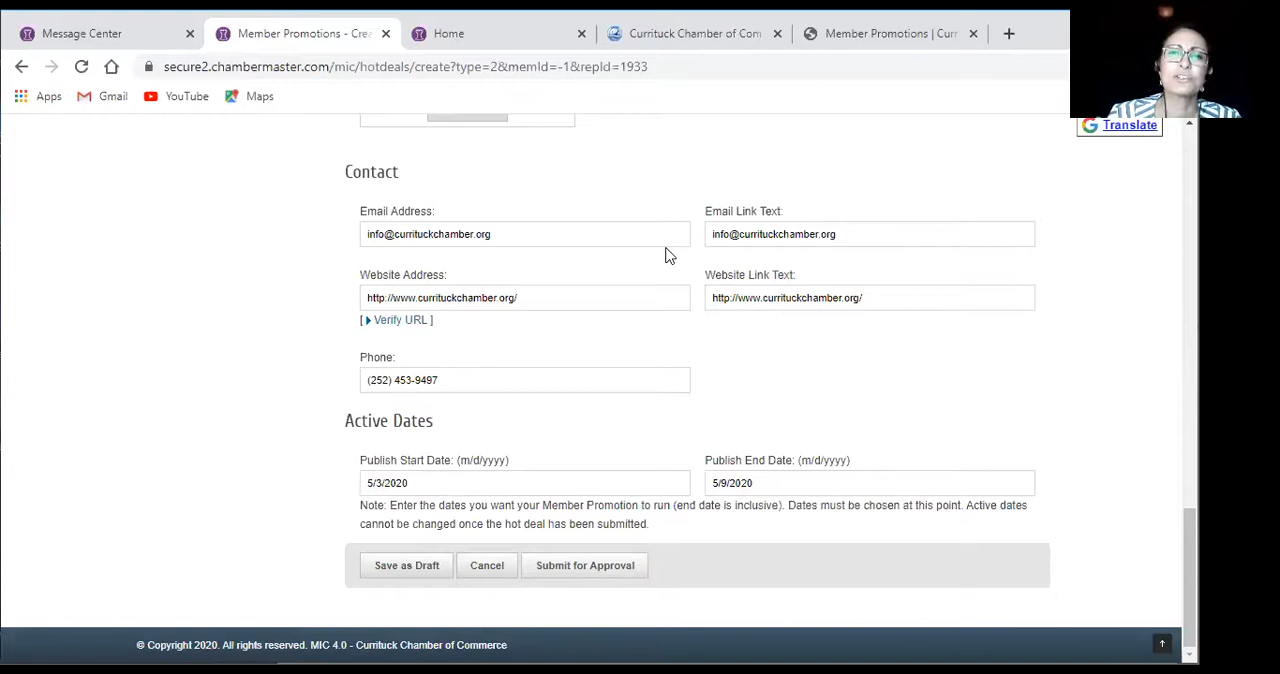 Message Center
Member Promotions - Crea
Home
Currituck Chamber of Com
Member Promotions | Curr
secure2.chambermaster.com/mic/hotdeals/create?type=2&memId=-1&repId=1933
Apps
Gmail
YouTube
Maps
Translate
Contact
Email Address:
Email Link Text:
info@currituckchamber.org
info@currituckchamber.org
Website Address:
Website Link Text:
http://www.currituckchamber.org/
http://www.currituckchamber.org/
[ Verify URL ]
Phone:
(252) 453-9497
Active Dates
Publish Start Date: (m/d/yyyy)
Publish End Date: (m/d/yyyy)
5/3/2020
5/9/2020
Note: Enter the dates you want your Member Promotion to run (end date is inclusive). Dates must be chosen at this point. Active dates
cannot be changed once the hot deal has been submitted.
Save as Draft
Cancel
Submit for Approval
© Copyright 2020. All rights reserved. MIC 4.0 - Currituck Chamber of Commerce